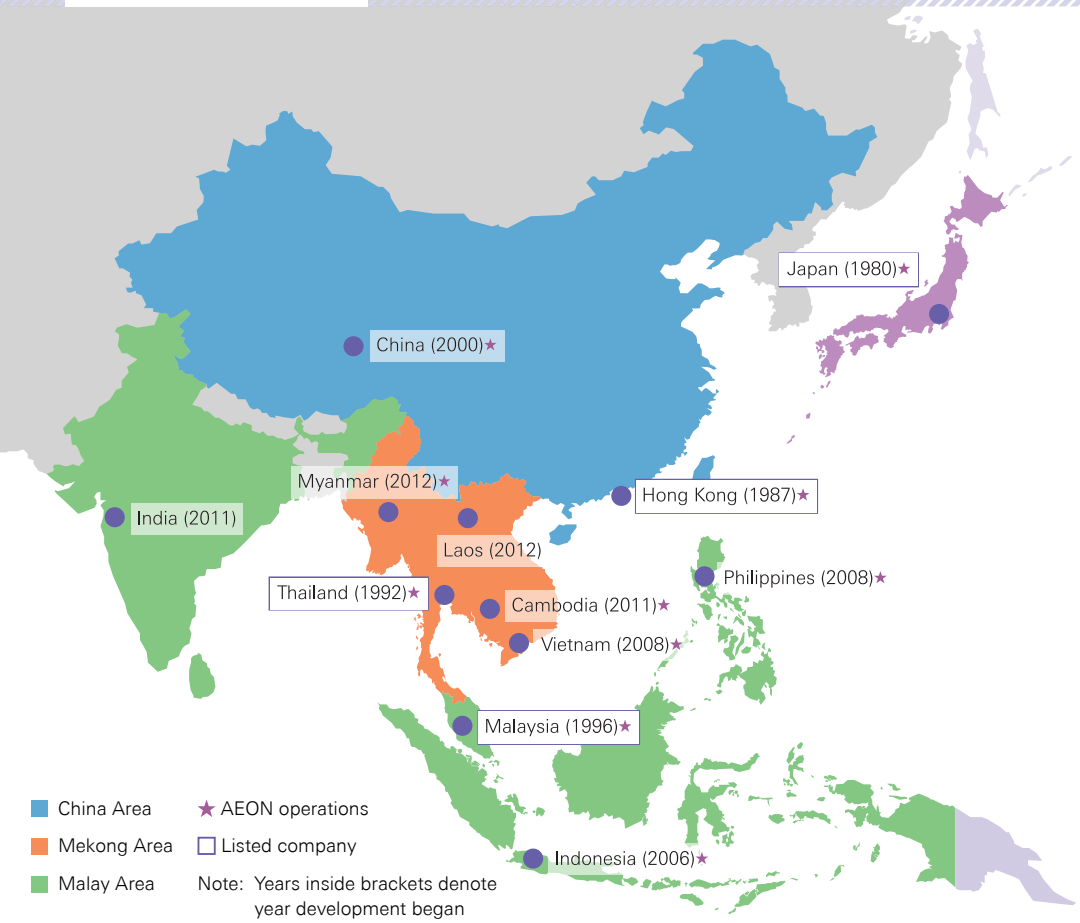 Japan (1980)★
China (2000)★
Myanmar (2012)★
Hong Kong (1987)★
India (2011)
Laos (2012)
Philippines (2008)★
Thailand (1992)★
Cambodia (2011)★
Vietnam (2008)★
Malaysia (1996)★
Indonesia (2006)★
China Area
★ AEON operations
Mekong Area
Listed company
Malay Area
Note: Years inside brackets denote
year development began